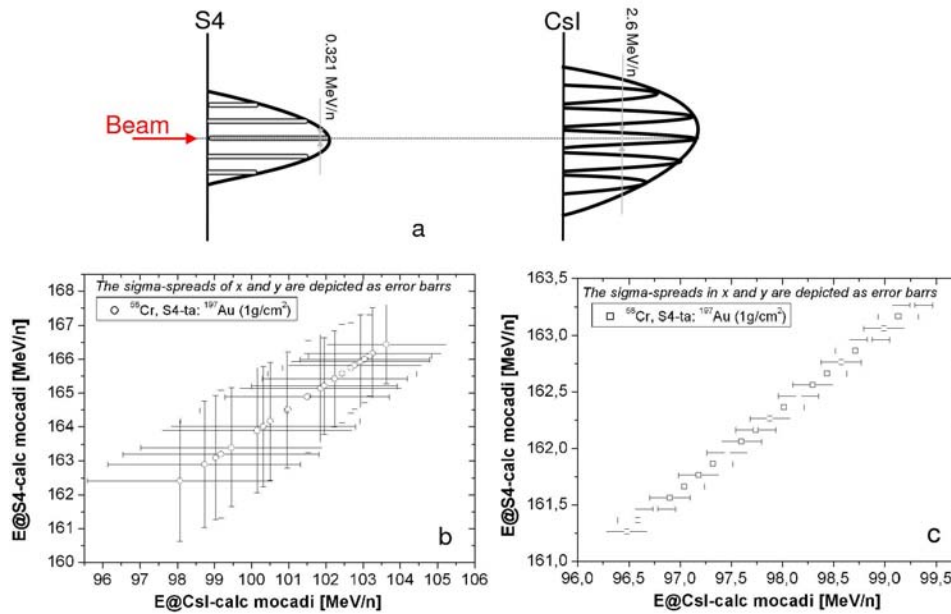 S4
CsI
0.321 MeV/n
2.6 MeV/n
Beam
a
The sigma-spreads of x and y are depicted as error barrs
⁵⁸Cr, S4-ta: ¹⁹⁷Au (1g/cm²)
E@S4-calc mocadi [MeV/n]
168
167
166
165
164
163
162
161
160
b
96 97 98 99 100 101 102 103 104 105 106
E@CsI-calc mocadi [MeV/n]
The sigma-spreads in x and y are depicted as error barrs
⁵⁸Cr, S4-ta: ¹⁹⁷Au (1g/cm²)
E@S4-calc mocadi [MeV/n]
163,5
163,0
162,5
162,0
161,5
161,0
c
96,0 96,5 97,0 97,5 98,0 98,5 99,0 99,5
E@CsI-calc mocadi [MeV/n]